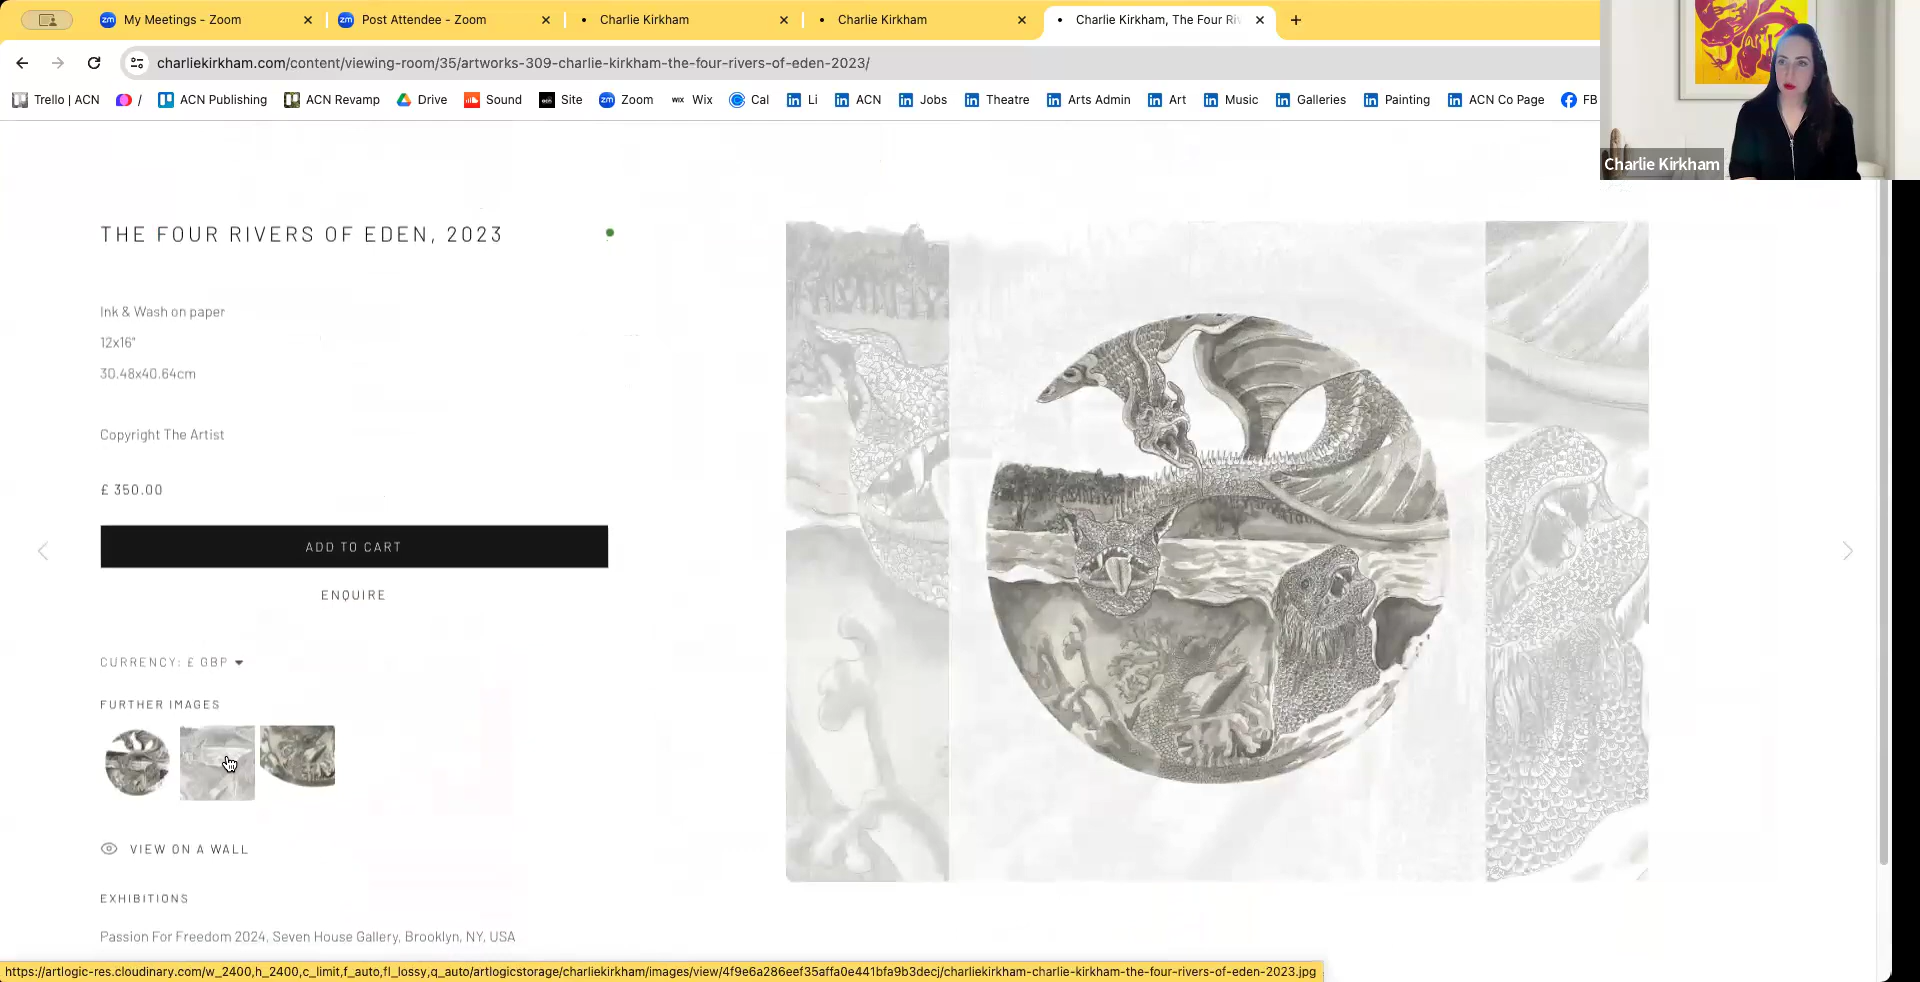 My Meetings - Zoom
Post Attendee - Zoom
Charlie Kirkham
Charlie Kirkham
Charlie Kirkham, The Four Riv
charliekirkham.com/content/viewing-room/35/artworks-309-charlie-kirkham-the-four-rivers-of-eden-2023/
Trello | ACN
/
ACN Publishing
ACN Revamp
Drive
Sound
Site
Zoom
Wix
Cal
Li
ACN
Jobs
Theatre
Arts Admin
Art
Music
Galleries
Painting
ACN Co Page
FB
Charlie Kirkham
THE FOUR RIVERS OF EDEN, 2023
Ink & Wash on paper
12x16"
30.48x40.64cm
Copyright The Artist
£ 350.00
ADD TO CART
ENQUIRE
CURRENCY: £ GBP
FURTHER IMAGES
VIEW ON A WALL
EXHIBITIONS
Passion For Freedom 2024, Seven House Gallery, Brooklyn, NY, USA
https://artlogic-res.cloudinary.com/w_2400,h_2400,c_limit,f_auto,fl_lossy,q_auto/artlogicstorage/charliekirkham/images/view/4f9e6a286eef35affa0e441bfa9b3decj/charliekirkham-charlie-kirkham-the-four-rivers-of-eden-2023.jpg